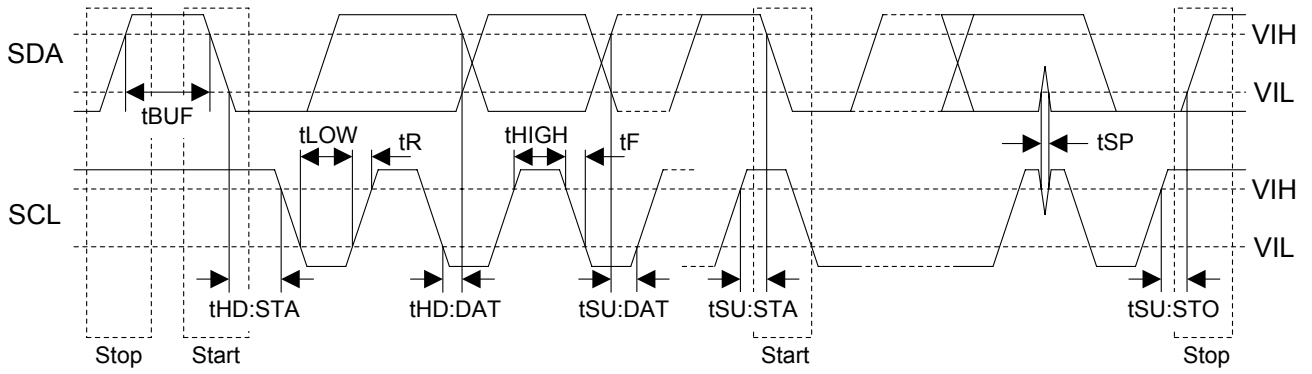 SDA
VIH
VIL
tBUF
tLOW
tR
tHIGH
tF
tSP
SCL
VIH
VIL
tHD:STA
tHD:DAT
tSU:DAT
tSU:STA
tSU:STO
Stop
Start
Start
Stop